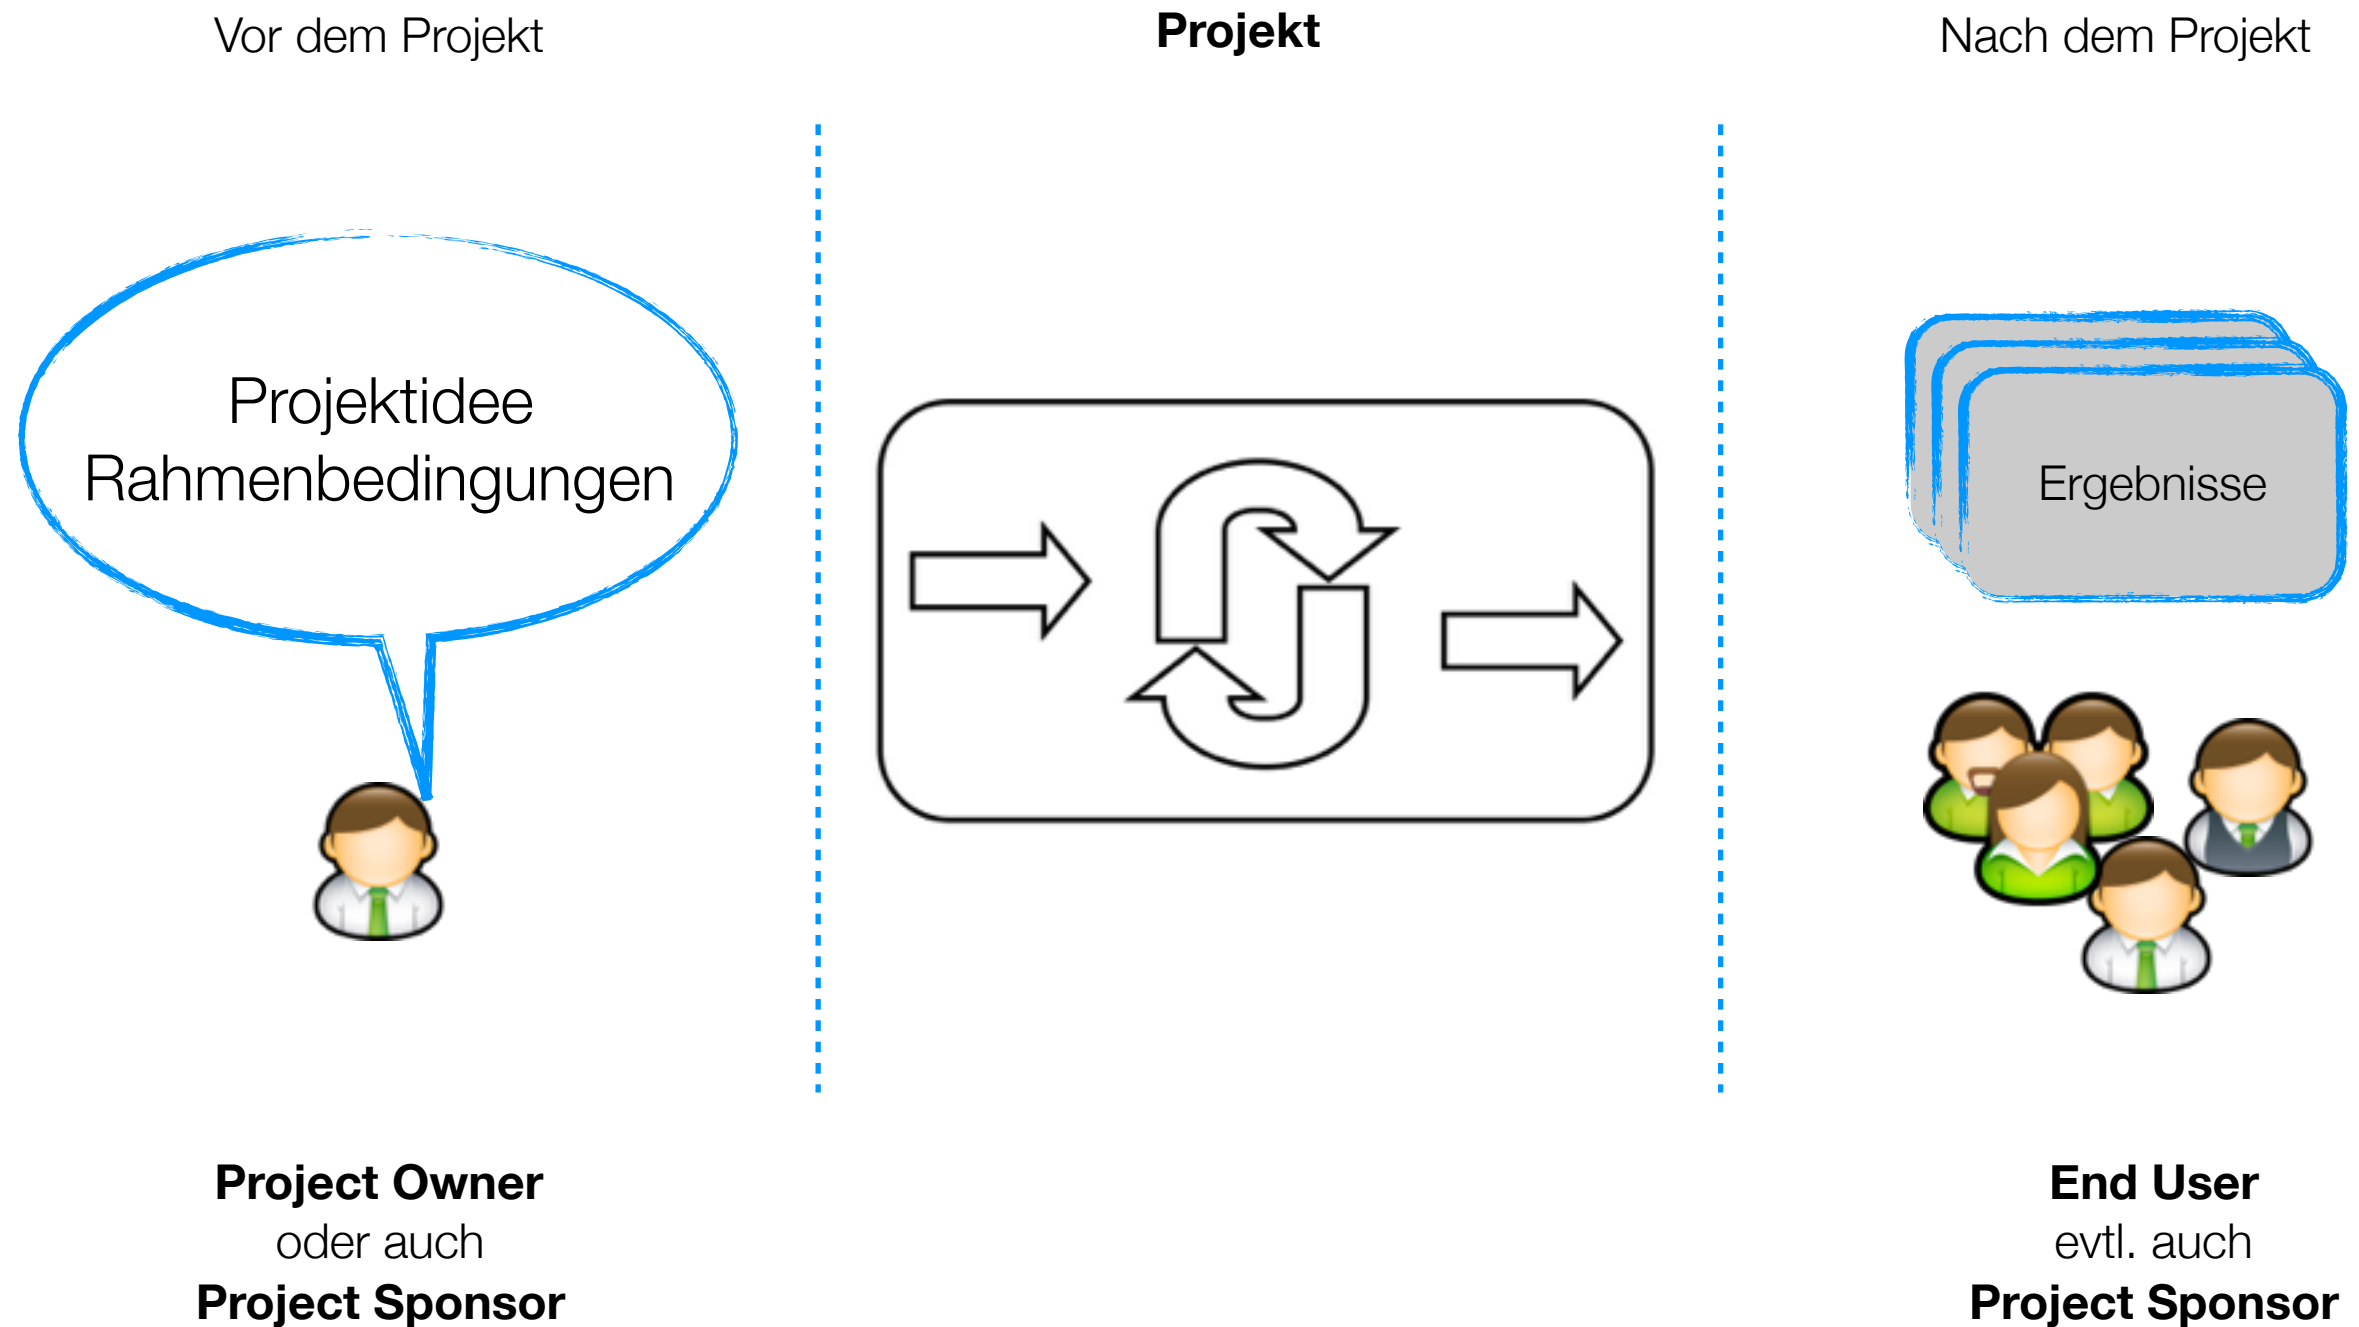 Vor dem Projekt
Projekt
Nach dem Projekt
Projektidee
Rahmenbedingungen
Ergebnisse
Project Owner
oder auch
Project Sponsor
End User
evtl. auch
Project Sponsor